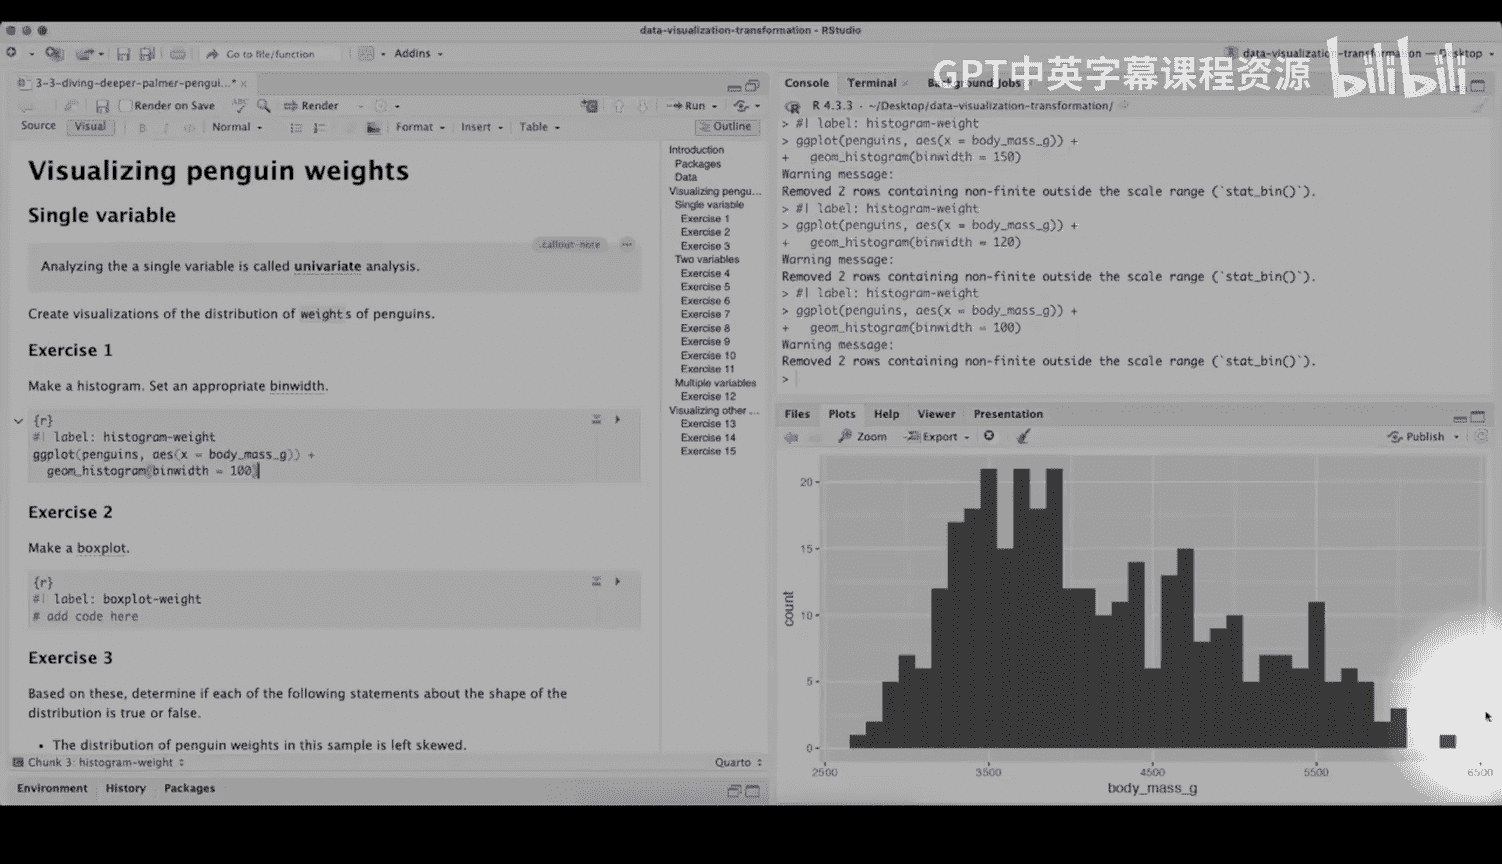 data-visualization-transformation - RStudio
Go to file/function
Addins
data-visualization-transformation — Desktop
GPT中英字幕课程资源 bilibili
3-3-diving-deeper-palmer-pengui...*
Render on Save
Render
Run
Source
Visual
B
I
Normal
Format
Insert
Table
Outline
Visualizing penguin weights
Single variable
.callout-note
Analyzing the a single variable is called univariate analysis.
Create visualizations of the distribution of weights of penguins.
Exercise 1
Make a histogram. Set an appropriate binwidth.
{r}
#| label: histogram-weight
ggplot(penguins, aes(x = body_mass_g)) +
geom_histogram(binwidth = 100)
Exercise 2
Make a boxplot.
{r}
#| label: boxplot-weight
# add code here
Exercise 3
Based on these, determine if each of the following statements about the shape of the
distribution is true or false.
• The distribution of penguin weights in this sample is left skewed.
Chunk 3: histogram-weight
Quarto
Environment
History
Packages
Introduction
Packages
Data
Visualizing pengu...
Single variable
Exercise 1
Exercise 2
Exercise 3
Two variables
Exercise 4
Exercise 5
Exercise 6
Exercise 7
Exercise 8
Exercise 9
Exercise 10
Exercise 11
Multiple variables
Exercise 12
Visualizing other ...
Exercise 13
Exercise 14
Exercise 15
Console
Terminal
Background Jobs
R 4.3.3 · ~/Desktop/data-visualization-transformation/
> #| label: histogram-weight
> ggplot(penguins, aes(x = body_mass_g)) +
+ geom_histogram(binwidth = 150)
Warning message:
Removed 2 rows containing non-finite outside the scale range (`stat_bin()`).
> #| label: histogram-weight
> ggplot(penguins, aes(x = body_mass_g)) +
+ geom_histogram(binwidth = 120)
Warning message:
Removed 2 rows containing non-finite outside the scale range (`stat_bin()`).
> #| label: histogram-weight
> ggplot(penguins, aes(x = body_mass_g)) +
+ geom_histogram(binwidth = 100)
Warning message:
Removed 2 rows containing non-finite outside the scale range (`stat_bin()`).
>
Files
Plots
Help
Viewer
Presentation
Zoom
Export
Publish
20
15
10
5
0
count
2500
3500
4500
5500
6500
body_mass_g